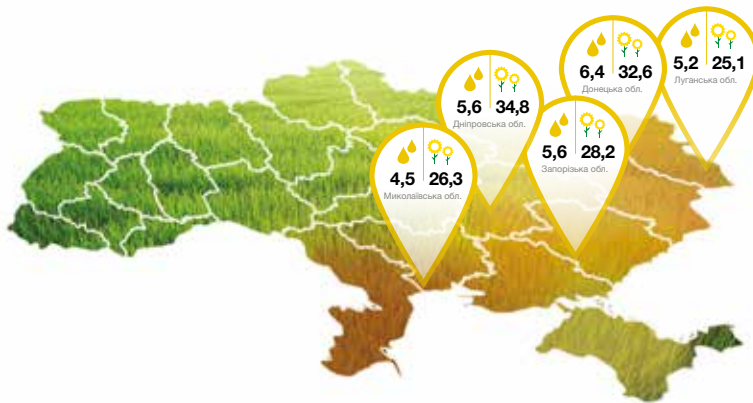 5,2 25,1
Луганська обл.
6,4 32,6
Донецька обл.
5,6 34,8
Дніпровська обл.
5,6 28,2
Запорізька обл.
4,5 26,3
Миколаївська обл.